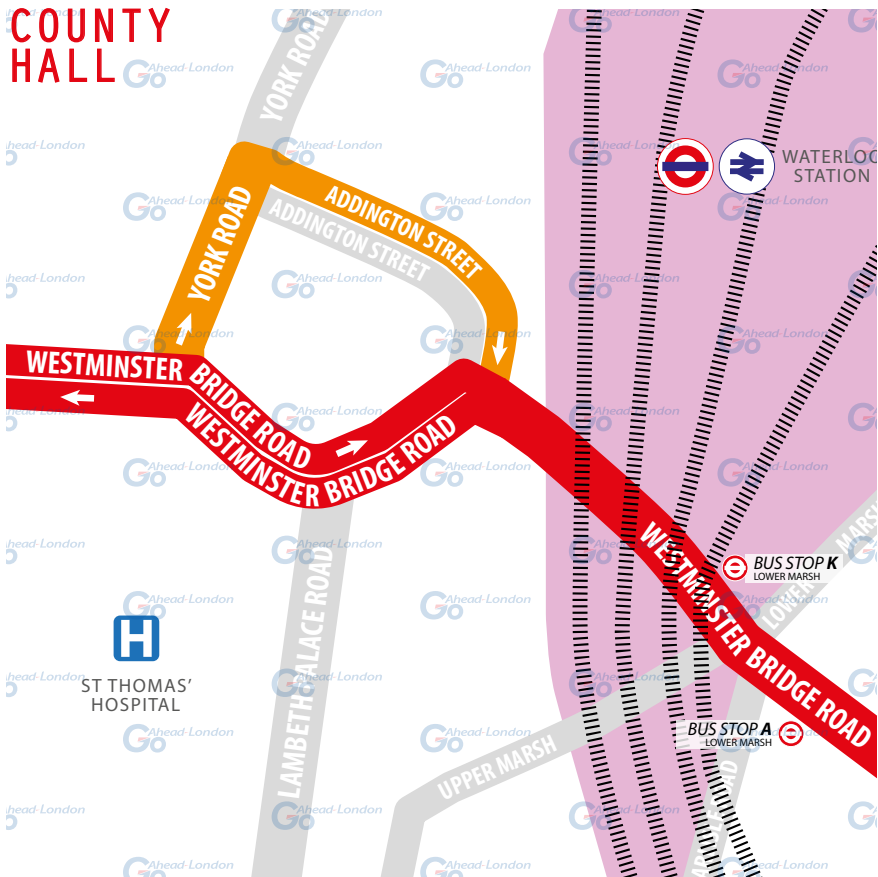 COUNTY
HALL
YORK ROAD
WATERLOO
STATION
ADDINGTON STREET
ADDINGTON STREET
YORK ROAD
WESTMINSTER BRIDGE ROAD
WESTMINSTER BRIDGE ROAD
WESTMINSTER BRIDGE ROAD
BUS STOP K
LOWER MARSH
LOWER MARSH
LAMBETH PALACE ROAD
H
ST THOMAS'
HOSPITAL
BUS STOP A
LOWER MARSH
UPPER MARSH
Go Ahead-London